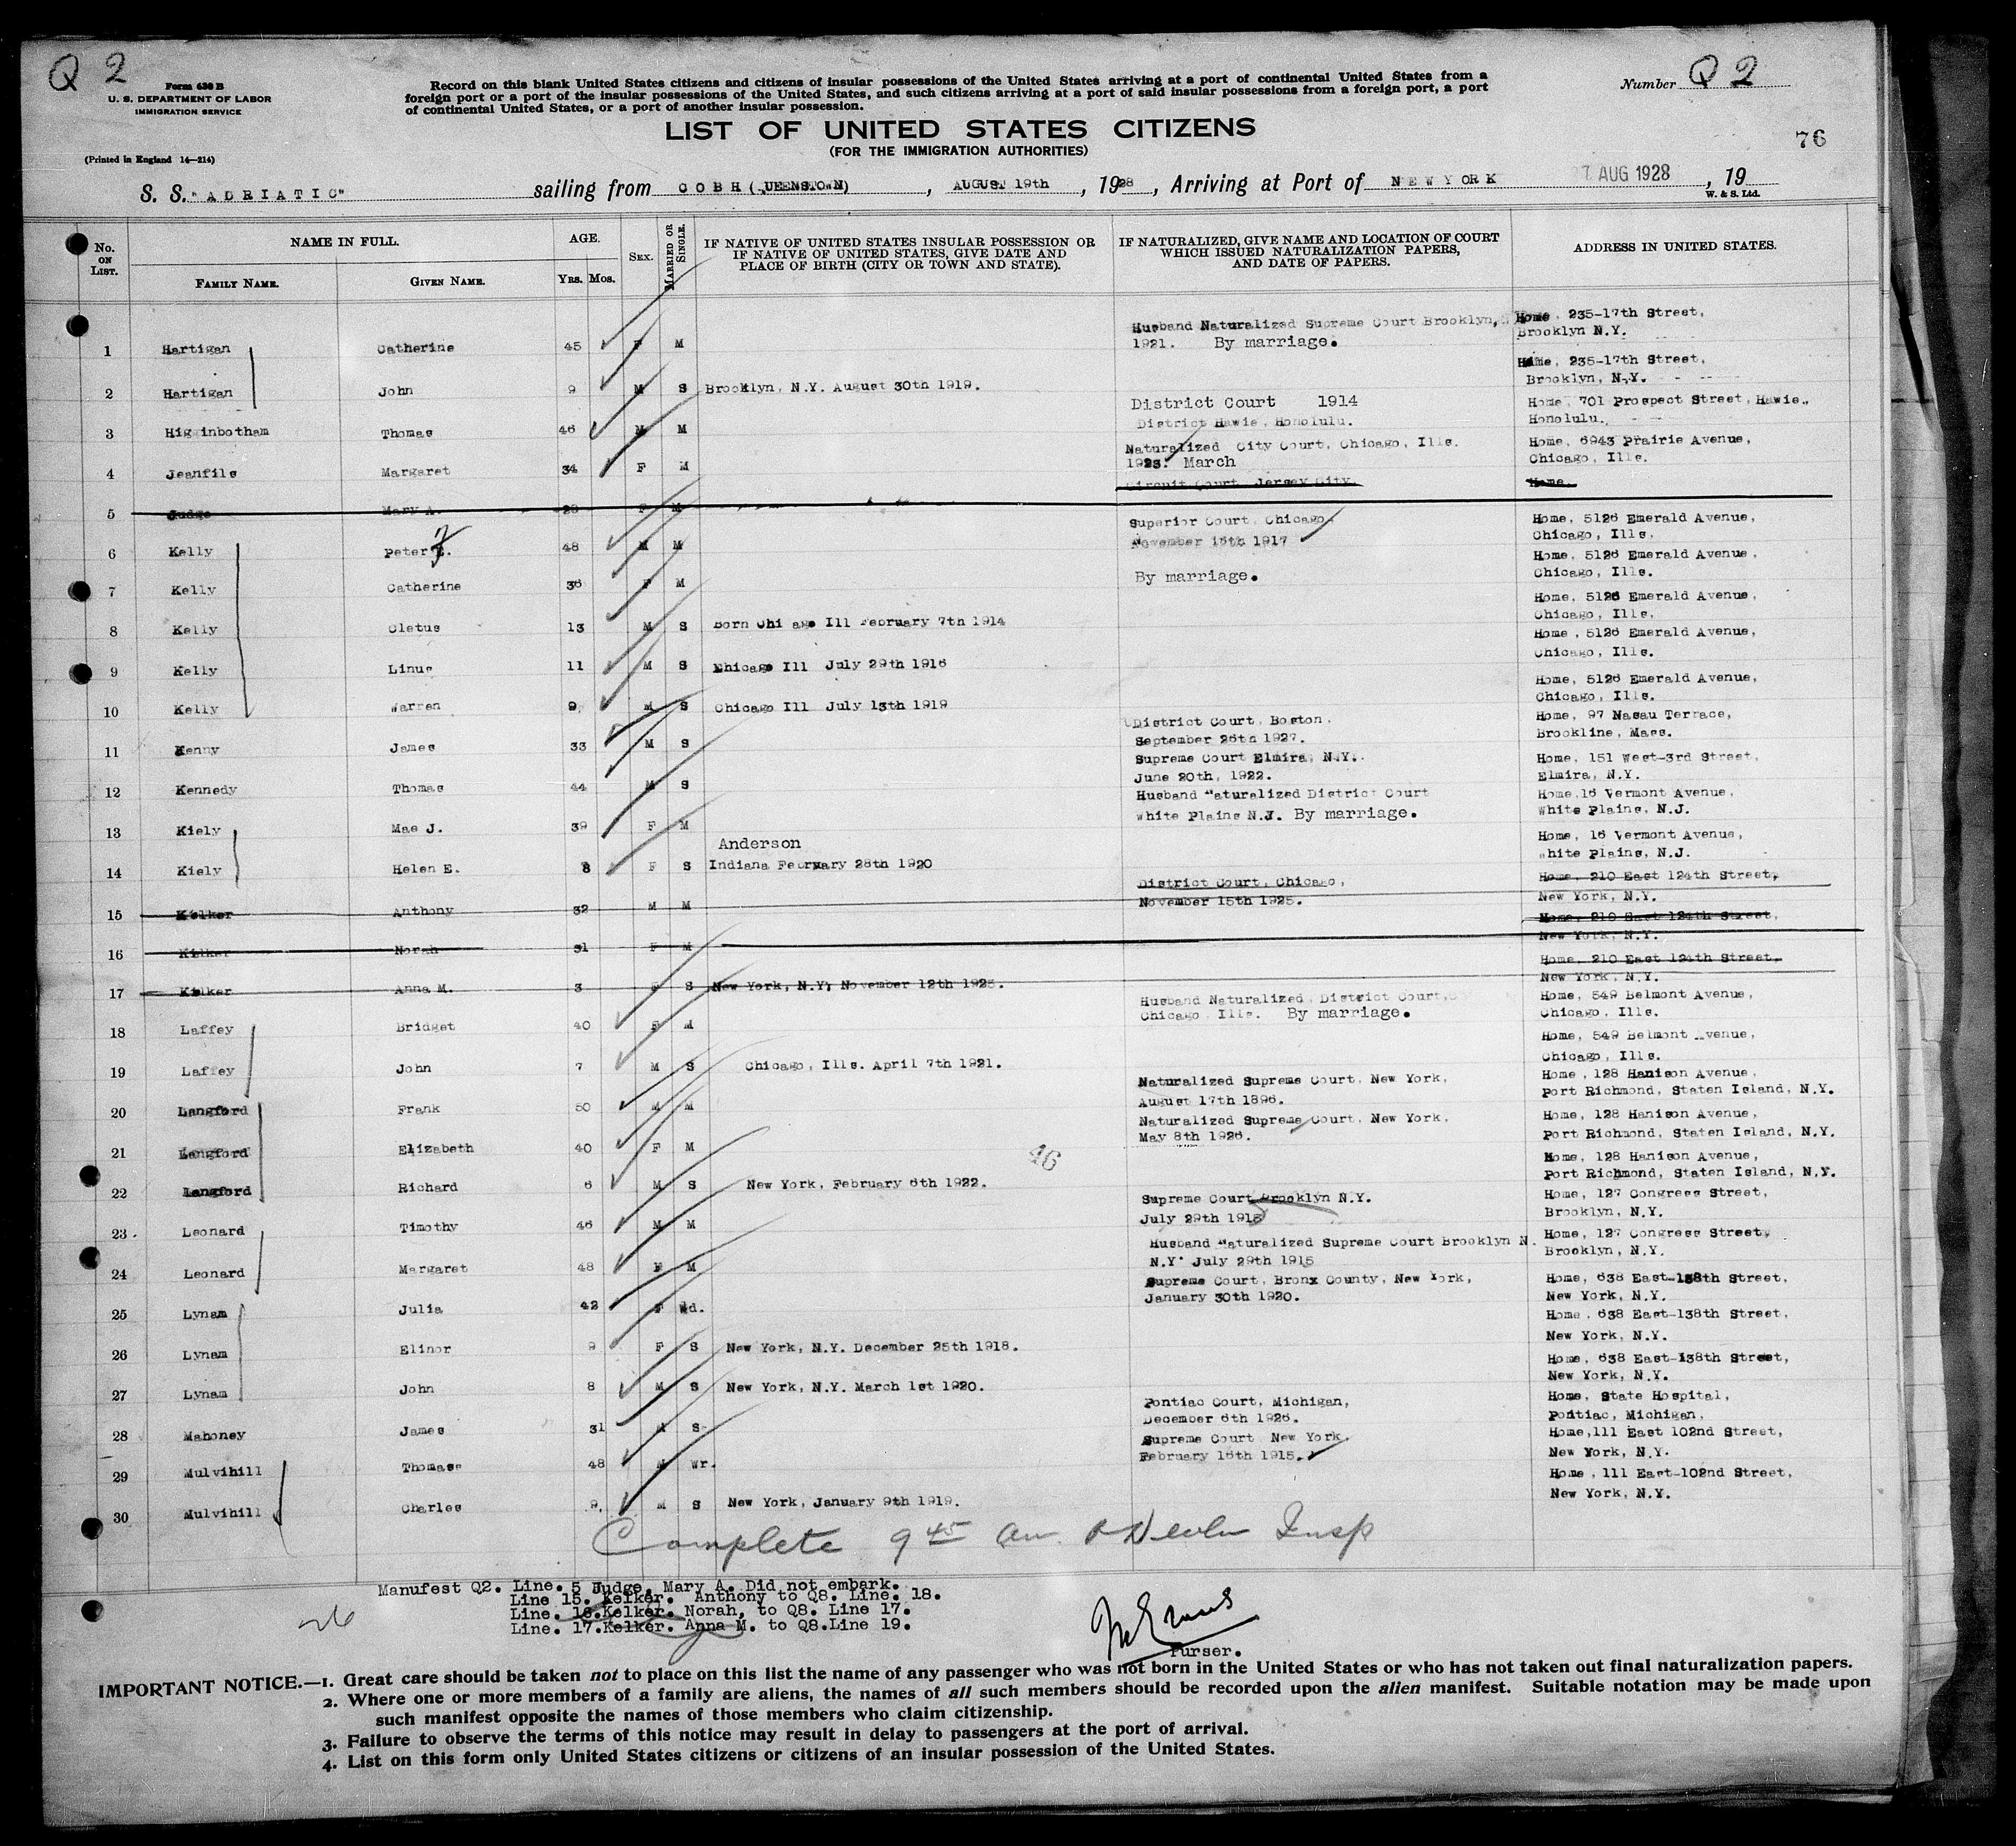 Q 2
Form 630 B
U. S. DEPARTMENT OF LABOR
IMMIGRATION SERVICE
(Printed in England 14—214)
Record on this blank United States citizens and citizens of insular possessions of the United States arriving at a port of continental United States from a
foreign port or a port of the insular possessions of the United States, and such citizens arriving at a port of said insular possessions from a foreign port, a port
of continental United States, or a port of another insular possession.
Number Q 2
LIST OF UNITED STATES CITIZENS
(FOR THE IMMIGRATION AUTHORITIES)
76
S. S. "ADRIATIC" sailing from COBH (QUEENSTOWN), AUGUST 19th, 1928, Arriving at Port of NEW YORK 7 AUG 1928, 19
W. & S. Ltd.
No. ON LIST. NAME IN FULL. AGE. SEX. MARRIED OR SINGLE. IF NATIVE OF UNITED STATES INSULAR POSSESSION OR IF NATIVE OF UNITED STATES, GIVE DATE AND PLACE OF BIRTH (CITY OR TOWN AND STATE). IF NATURALIZED, GIVE NAME AND LOCATION OF COURT WHICH ISSUED NATURALIZATION PAPERS, AND DATE OF PAPERS. ADDRESS IN UNITED STATES.
FAMILY NAME. GIVEN NAME. YRS. MOS.
1 Hartigan Catherine 45 F M Husband Naturalized Supreme Court Brooklyn, 1921. By marriage. Home, 235-17th Street, Brooklyn N.Y.
2 Hartigan John 9 M S Brooklyn, N.Y. August 30th 1919. Home, 235-17th Street, Brooklyn, N.Y.
3 Higginbotham Thomas 46 M M District Court 1914 District Hawie, Honolulu. Home, 701 Prospect Street, Hawie., Honolulu.
4 Jeanfils Margaret 34 F M Naturalized City Court, Chicago, Ills. 1923. March Home, 6943 Prairie Avenue, Chicago, Ills.
5 Judge Mary A. 28 F M Circuit Court Jersey City. Home.
6 Kelly Peter 48 M M Superior Court, Chicago, November 15th 1917 Home, 5126 Emerald Avenue, Chicago, Ills.
7 Kelly Catherine 36 F M By marriage. Home, 5126 Emerald Avenue, Chicago, Ills.
8 Kelly Cletus 13 M S Born Chi ago Ill February 7th 1914 Home, 5126 Emerald Avenue, Chicago, Ills.
9 Kelly Linus 11 M S Chicago Ill July 29th 1916 Home, 5126 Emerald Avenue, Chicago, Ills.
10 Kelly Warren 9. M S Chicago Ill July 13th 1919 Home, 5126 Emerald Avenue, Chicago, Ills.
11 Kenny James 33 M S District Court, Boston. September 26th 1927. Home, 97 Nasau Terrace, Brookline, Mass.
12 Kennedy Thomas 44 M S Supreme Court Elmira, N.Y. June 20th, 1922. Home, 151 West-3rd Street, Elmira, N.Y.
13 Kiely Mae J. 39 F M Husband Naturalized District Court White Plains N.J. By marriage. Home, 16 Vermont Avenue, White Plains, N.J.
14 Kiely Helen E. 8 F S Anderson Indiana February 28th 1920 Home, 16 Vermont Avenue, White Plains, N.J.
15 Kilker Anthony 32 M M District Court, Chicago, November 15th 1925. Home, 210 East 124th Street, New York, N.Y.
16 Kilker Norah 31 F M Home, 210 East 124th Street, New York, N.Y.
17 Kilker Anna M. 3 F S New York, N.Y, November 12th 1925. Home, 210 East 124th Street, New York, N.Y.
18 Laffey Bridget 40 F M Husband Naturalized, District Court, Chicago, Ills. By marriage. Home, 549 Belmont Avenue, Chicago, Ills.
19 Laffey John 7 M S Chicago, Ills. April 7th 1921. Home, 549 Belmont Avenue, Chicago, Ills.
20 Langford Frank 50 M M Naturalized Supreme Court, New York, August 17th 1896. Home, 128 Hanison Avenue, Port Richmond, Staten Island, N.Y.
21 Langford Elizabeth 40 F M Naturalized Supreme Court, New York, May 8th 1926. Home, 128 Hanison Avenue, Port Richmond, Staten Island, N.Y.
46
22 Langford Richard 6 M S New York, February 6th 1922. Home, 128 Hanison Avenue, Port Richmond, Staten Island, N.Y.
23. Leonard Timothy 46 M M Supreme Court Brooklyn N.Y. July 29th 1915 Home, 127 Congress Street, Brooklyn, N.Y.
24 Leonard Margaret 48 F M Husband Naturalized Supreme Court Brooklyn N. N.Y. July 29th 1915 Home, 127 Congress Street, Brooklyn, N.Y.
25 Lynam Julia 42 F Wd. Supreme Court, Bronx County, New York, January 30th 1920. Home, 638 East-138th Street, New York, N.Y.
26 Lynam Elinor 9 F S New York, N.Y. December 25th 1918. Home, 638 East-138th Street, New York, N.Y.
27 Lynam John 8 M S New York, N.Y. March 1st 1920. Home, 638 East-138th Street, New York, N.Y.
28 Mahoney James 31 M S Pontiac Court, Michigan, December 6th 1926. Home, State Hospital, Pontiac, Michigan,
29 Mulvihill Thomas 48 M Wr. Supreme Court New York. February 15th 1915. Home, 111 East 102nd Street, New York, N.Y.
30 Mulvihill Charles 9. M S New York, January 9th 1919. Home, 111 East-102nd Street, New York, N.Y.
Complete 9 45 am Insp
Manufest Q2. Line. 5 Judge. Mary A. Did not embark.
Line 15. Kelker. Anthony to Q8. Line. 18.
Line. 16. Kelker. Norah, to Q8. Line 17.
Line. 17. Kelker. Anna M. to Q8. Line 19.
26
Purser.
IMPORTANT NOTICE.—1. Great care should be taken not to place on this list the name of any passenger who was not born in the United States or who has not taken out final naturalization papers.
2. Where one or more members of a family are aliens, the names of all such members should be recorded upon the alien manifest. Suitable notation may be made upon
such manifest opposite the names of those members who claim citizenship.
3. Failure to observe the terms of this notice may result in delay to passengers at the port of arrival.
4. List on this form only United States citizens or citizens of an insular possession of the United States.